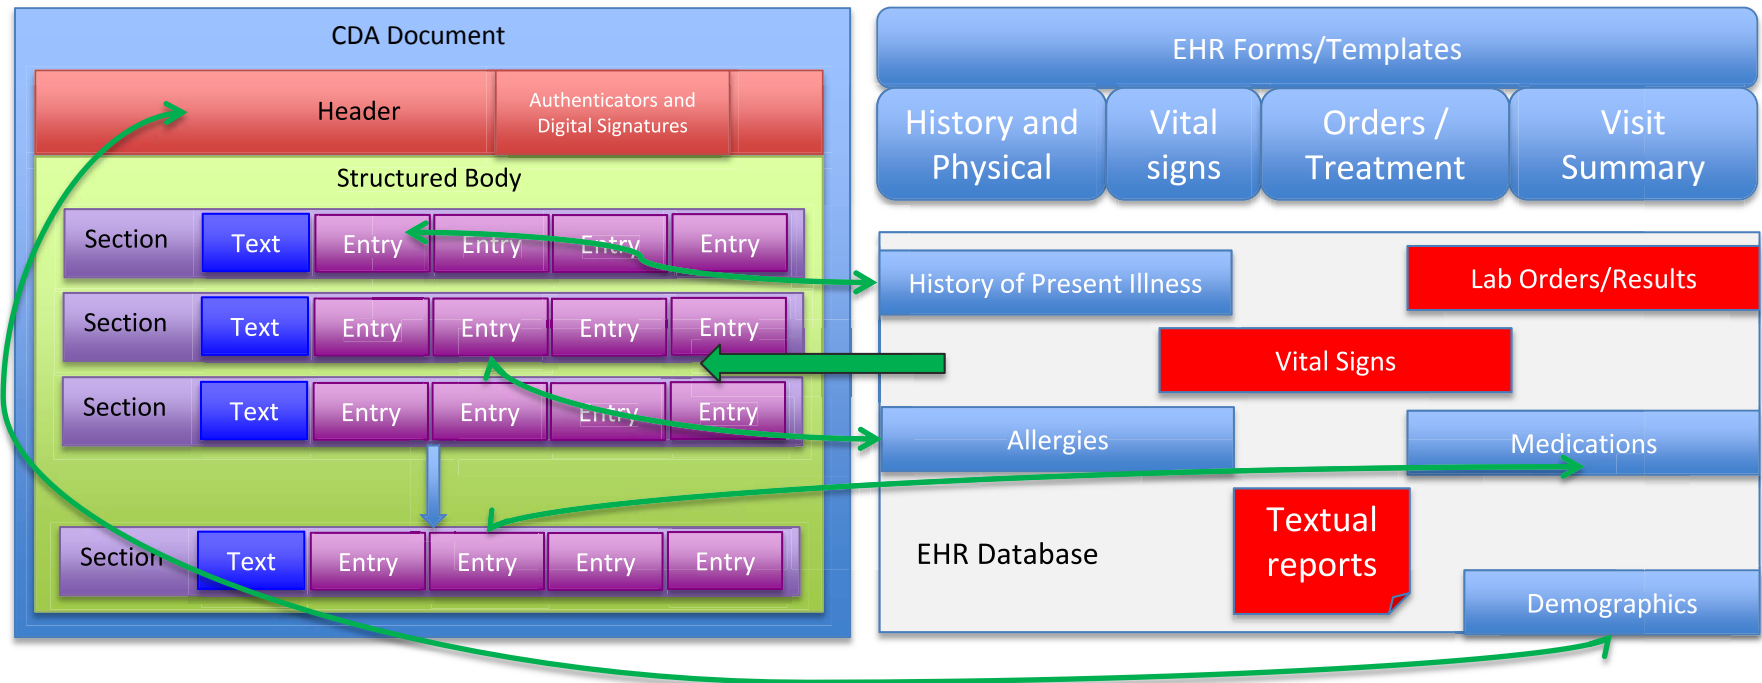 CDA Document
Header
Authenticators and
Digital Signatures
Structured Body
Section Text Entry Entry Entry Entry
Section Text Entry Entry Entry Entry
Section Text Entry Entry Entry Entry
Section Text Entry Entry Entry Entry
EHR Forms/Templates
History and
Physical
Vital
signs
Orders /
Treatment
Visit
Summary
History of Present Illness
Lab Orders/Results
Vital Signs
Allergies
Medications
Textual
reports
EHR Database
Demographics